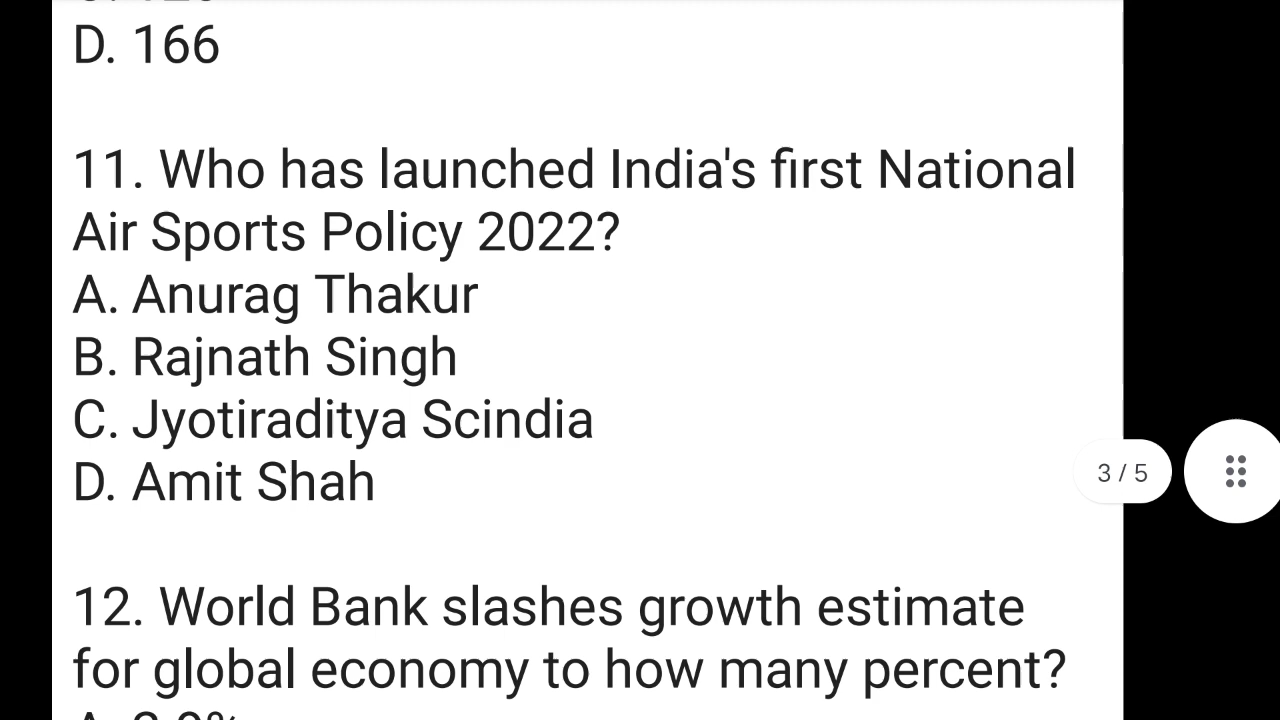 D. 166
11. Who has launched India's first National
Air Sports Policy 2022?
A. Anurag Thakur
B. Rajnath Singh
C. Jyotiraditya Scindia
D. Amit Shah
3 / 5
12. World Bank slashes growth estimate
for global economy to how many percent?